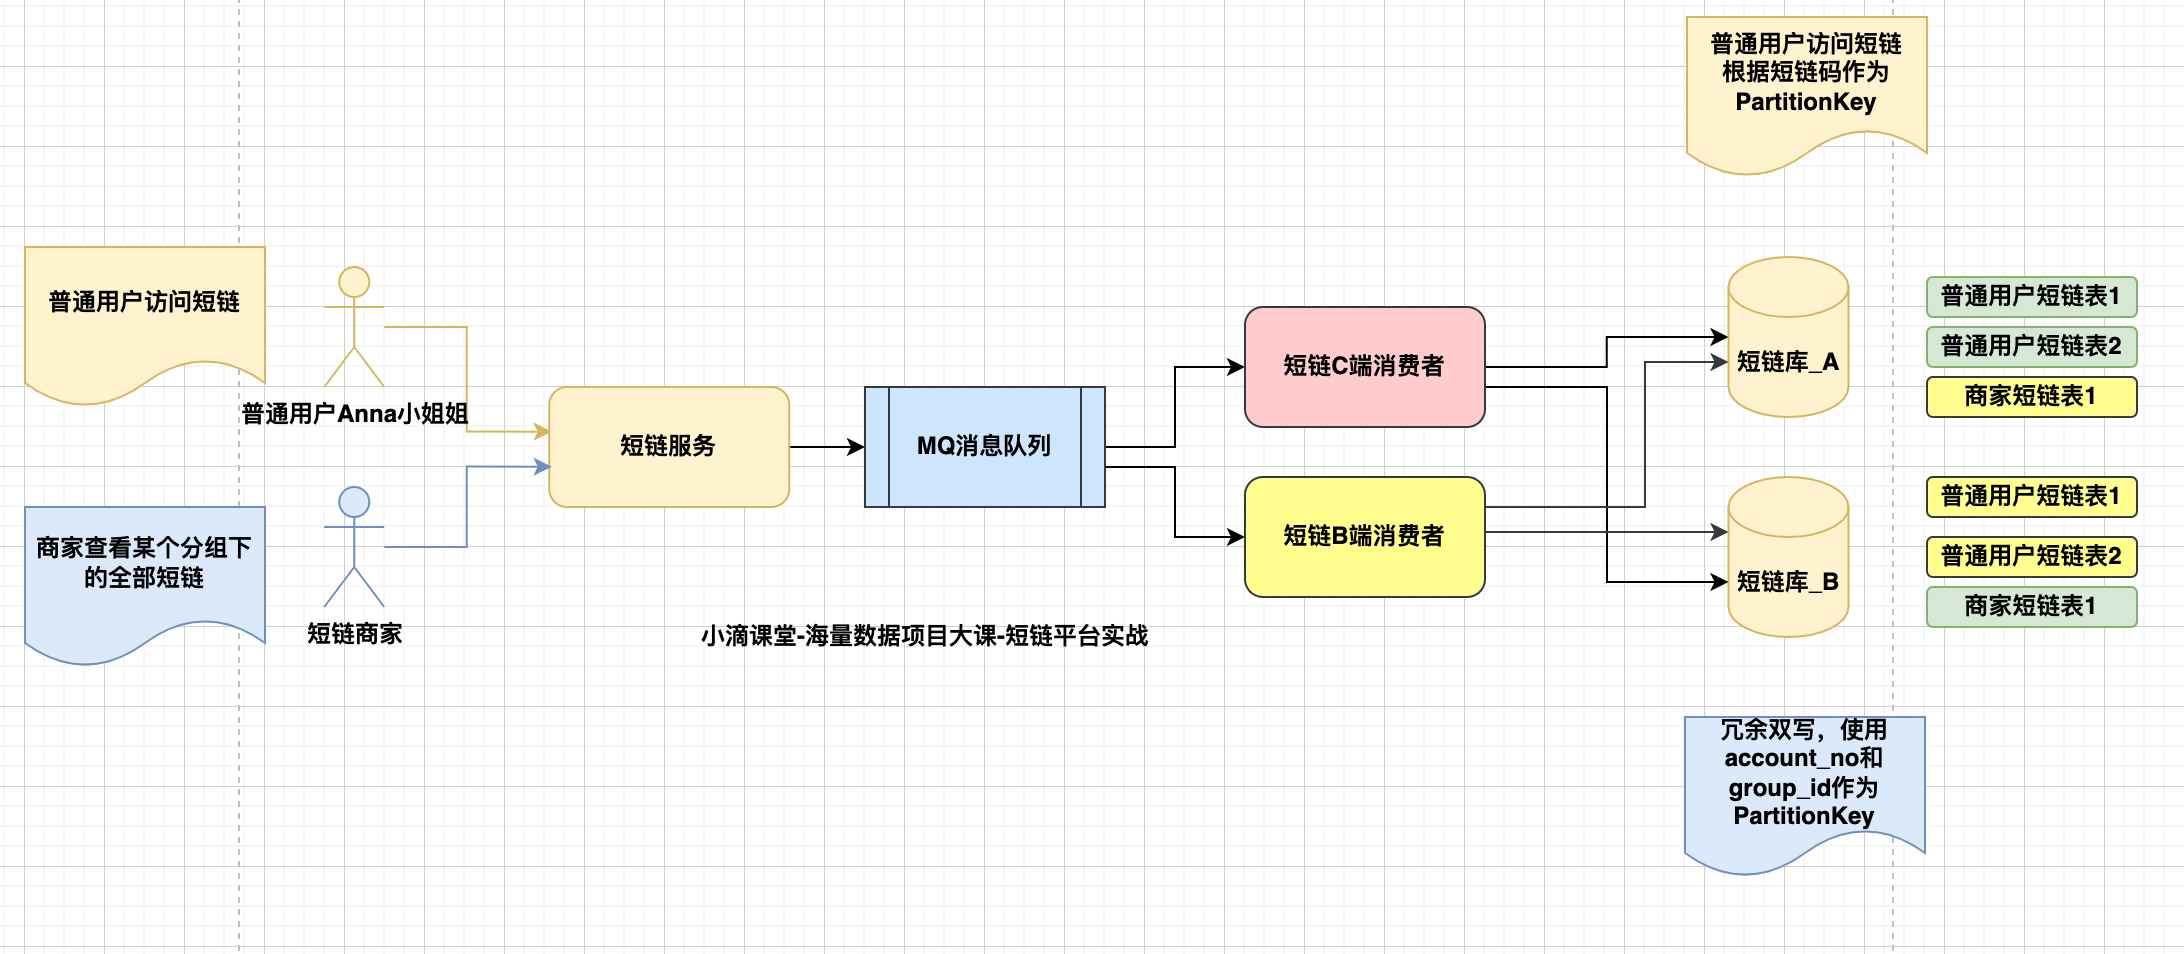 普通用户访问短链
根据短链码作为
PartitionKey
普通用户访问短链
普通用户Anna小姐姐
商家查看某个分组下
的全部短链
短链商家
短链服务
MQ消息队列
短链C端消费者
短链B端消费者
小滴课堂-海量数据项目大课-短链平台实战
短链库_A
普通用户短链表1
普通用户短链表2
商家短链表1
短链库_B
普通用户短链表1
普通用户短链表2
商家短链表1
冗余双写，使用
account_no和
group_id作为
PartitionKey